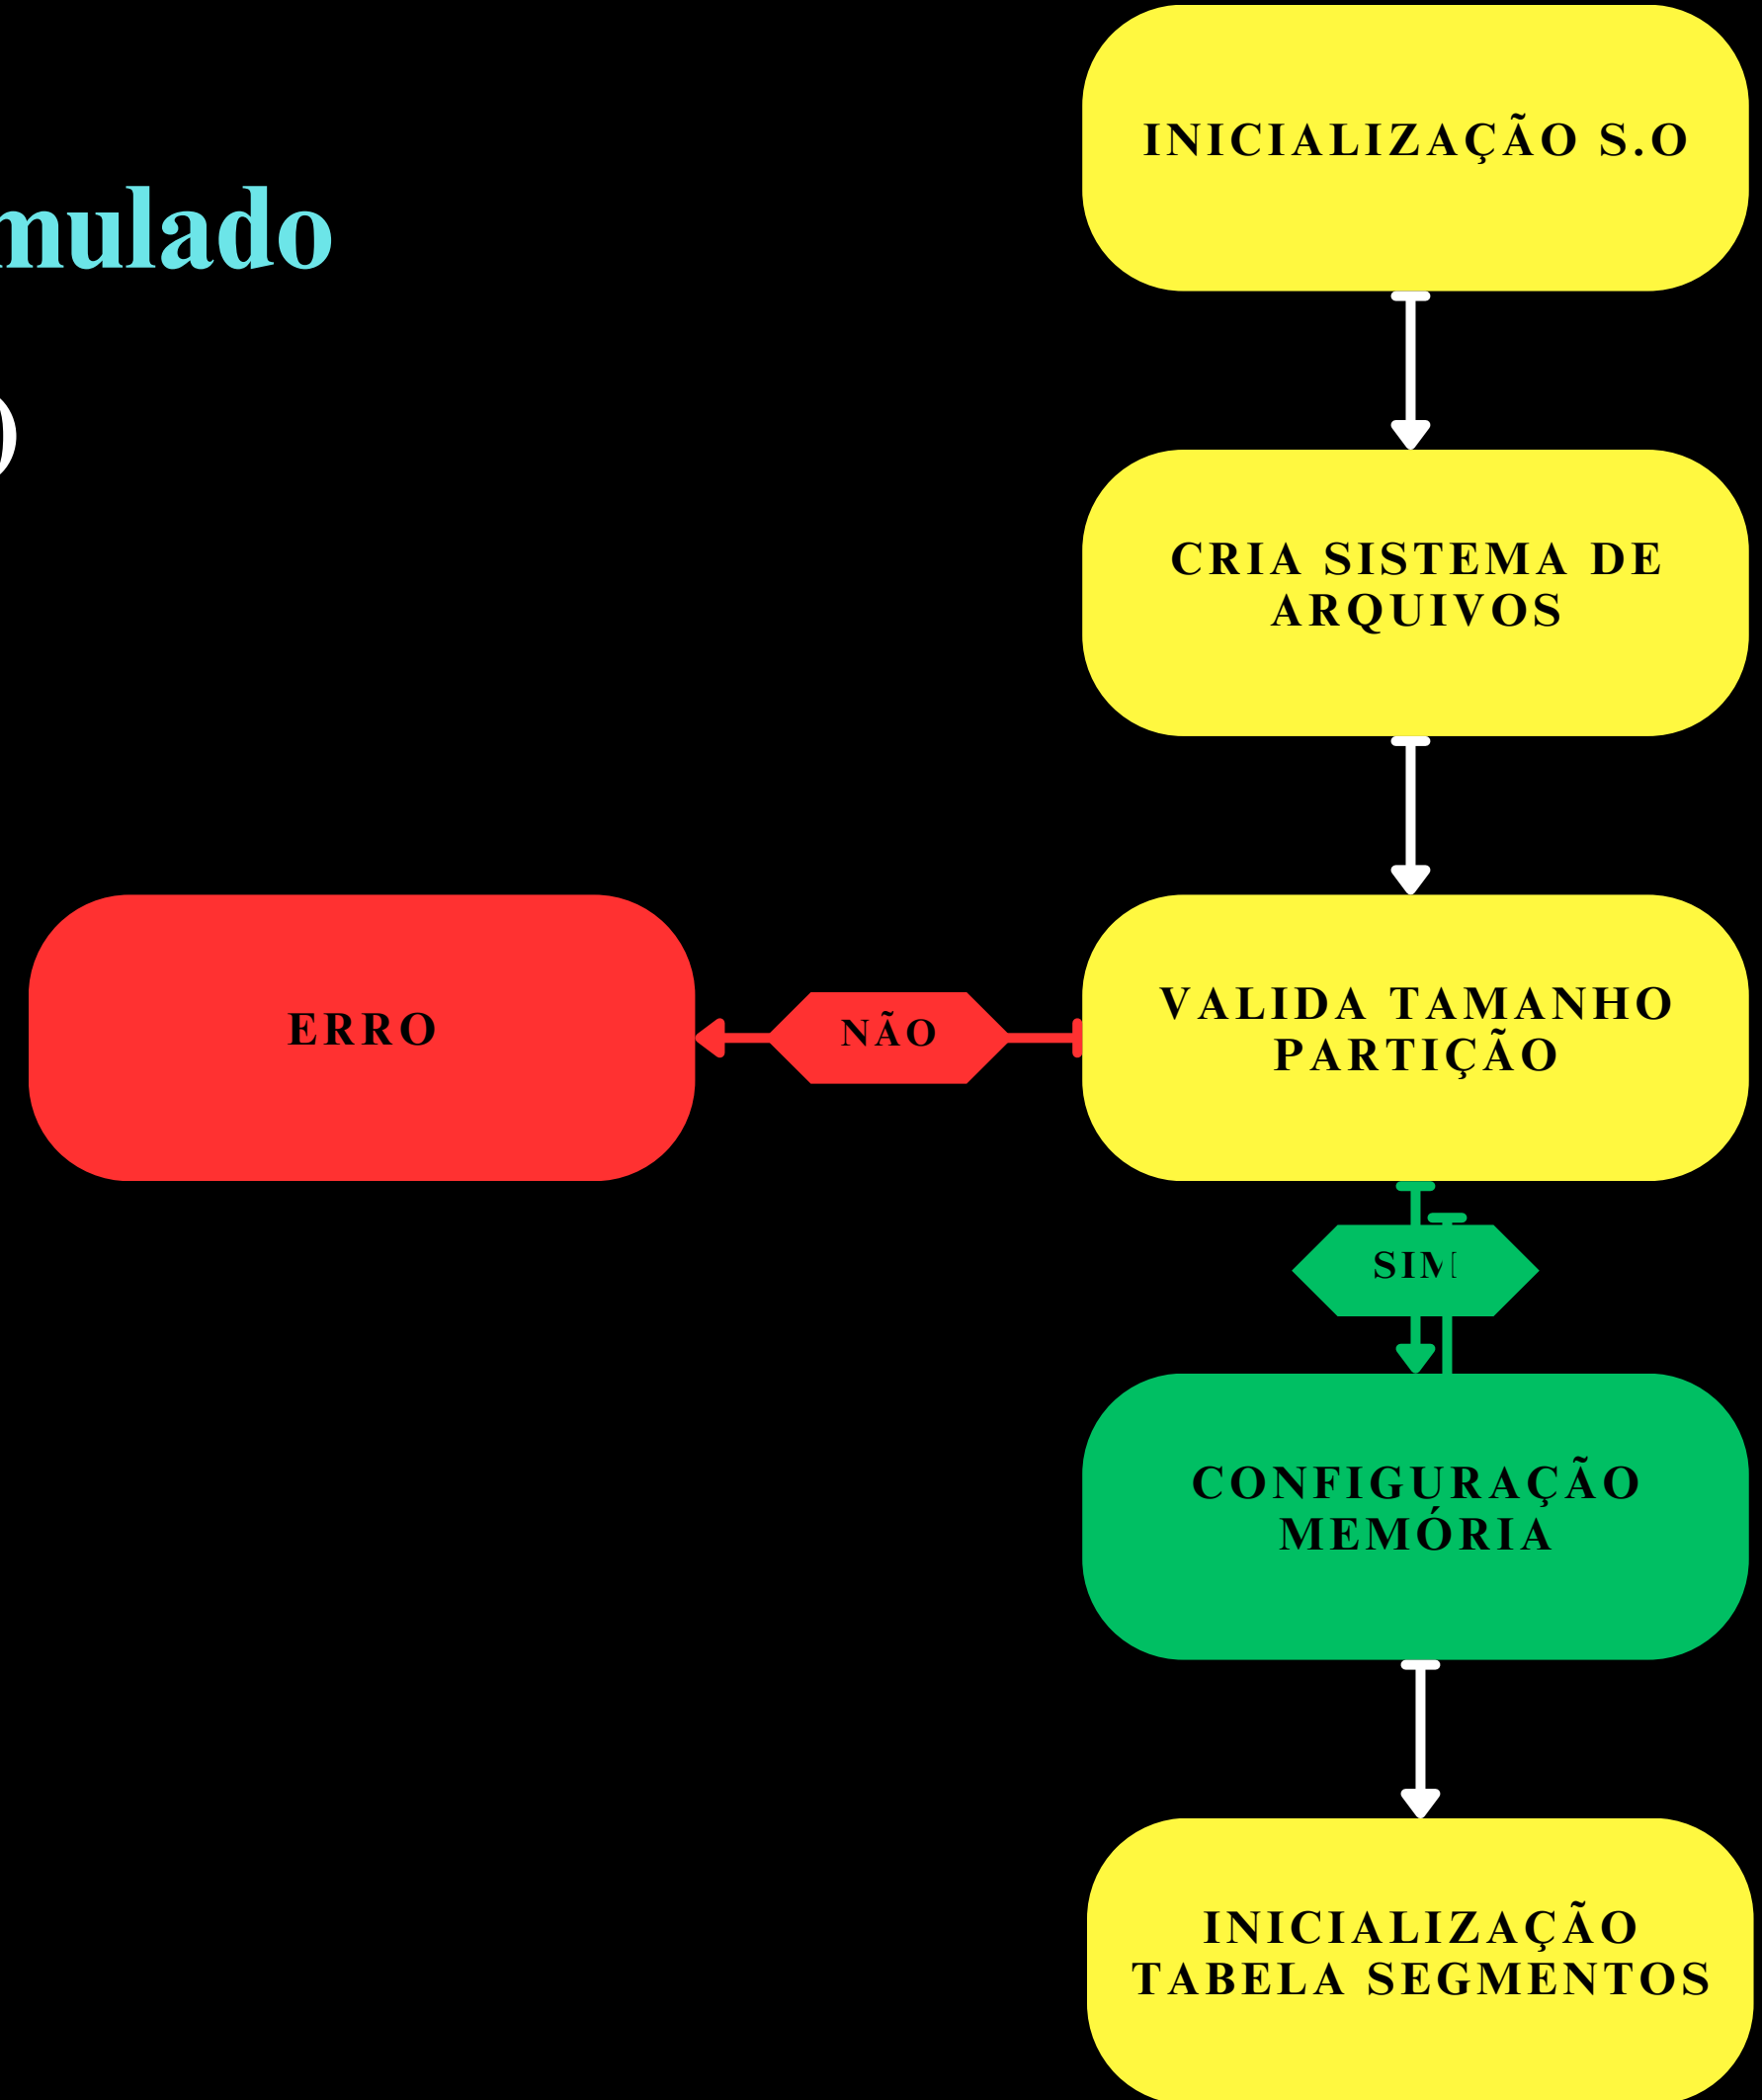 INICIALIZAÇÃO S.O
mulado
)
CRIA SISTEMA DE
ARQUIVOS
VALIDA TAMANHO
PARTIÇÃO
NÃO
ERRO
SIM
CONFIGURAÇÃO
MEMÓRIA
INICIALIZAÇÃO
TABELA SEGMENTOS